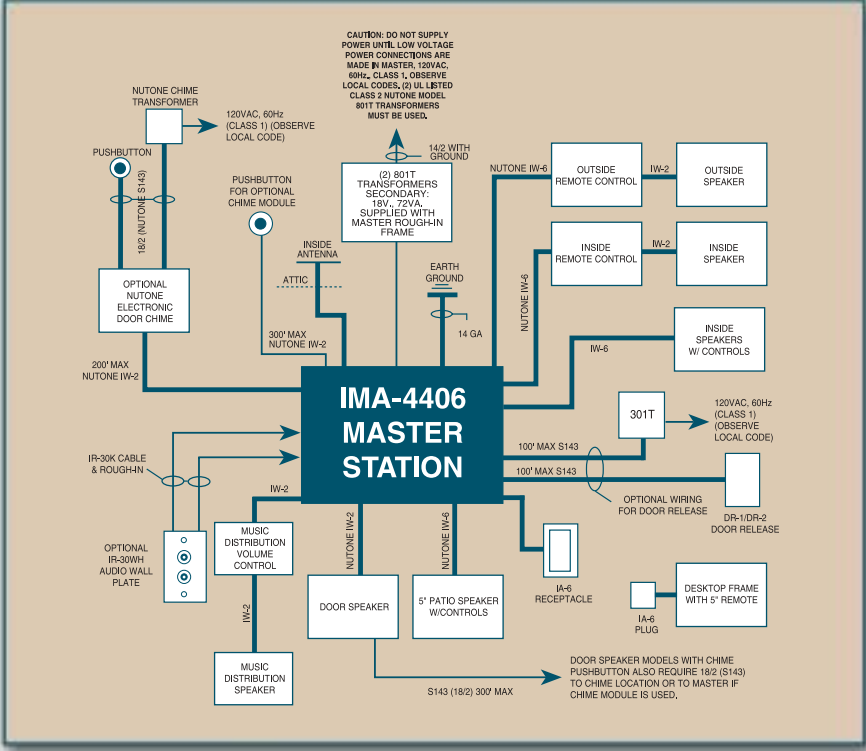 CAUTION: DO NOT SUPPLY
POWER UNTIL LOW VOLTAGE
POWER CONNECTIONS ARE
MADE IN MASTER, 120VAC,
60Hz., CLASS 1. OBSERVE
LOCAL CODES. (2) UL LISTED
CLASS 2 NUTONE MODEL
801T TRANSFORMERS
MUST BE USED.
NUTONE CHIME
TRANSFORMER
120VAC, 60Hz
(CLASS 1) (OBSERVE
LOCAL CODE)
PUSHBUTTON
18/2 (NUTONE S143)
PUSHBUTTON
FOR OPTIONAL
CHIME MODULE
14/2 WITH
GROUND
(2) 801T
TRANSFORMERS
SECONDARY:
18V., 72VA.
SUPPLIED WITH
MASTER ROUGH-IN
FRAME
NUTONE IW-6
OUTSIDE
REMOTE CONTROL
IW-2
OUTSIDE
SPEAKER
INSIDE
ANTENNA
ATTIC
EARTH
GROUND
14 GA
NUTONE IW-6
INSIDE
REMOTE CONTROL
IW-2
INSIDE
SPEAKER
OPTIONAL
NUTONE
ELECTRONIC
DOOR CHIME
300' MAX
NUTONE IW-2
200' MAX
NUTONE IW-2
IW-6
INSIDE
SPEAKERS
W/ CONTROLS
IMA-4406
MASTER
STATION
301T
120VAC, 60Hz
(CLASS 1)
(OBSERVE
LOCAL CODE)
100' MAX S143
100' MAX S143
OPTIONAL WIRING
FOR DOOR RELEASE
DR-1/DR-2
DOOR RELEASE
IR-30K CABLE
& ROUGH-IN
OPTIONAL
IR-30WH
AUDIO WALL
PLATE
IW-2
MUSIC
DISTRIBUTION
VOLUME
CONTROL
IW-2
MUSIC
DISTRIBUTION
SPEAKER
NUTONE IW-2
DOOR SPEAKER
NUTONE IW-6
5" PATIO SPEAKER
W/CONTROLS
IA-6
RECEPTACLE
IA-6
PLUG
DESKTOP FRAME
WITH 5" REMOTE
S143 (18/2) 300' MAX
DOOR SPEAKER MODELS WITH CHIME
PUSHBUTTON ALSO REQUIRE 18/2 (S143)
TO CHIME LOCATION OR TO MASTER IF
CHIME MODULE IS USED.